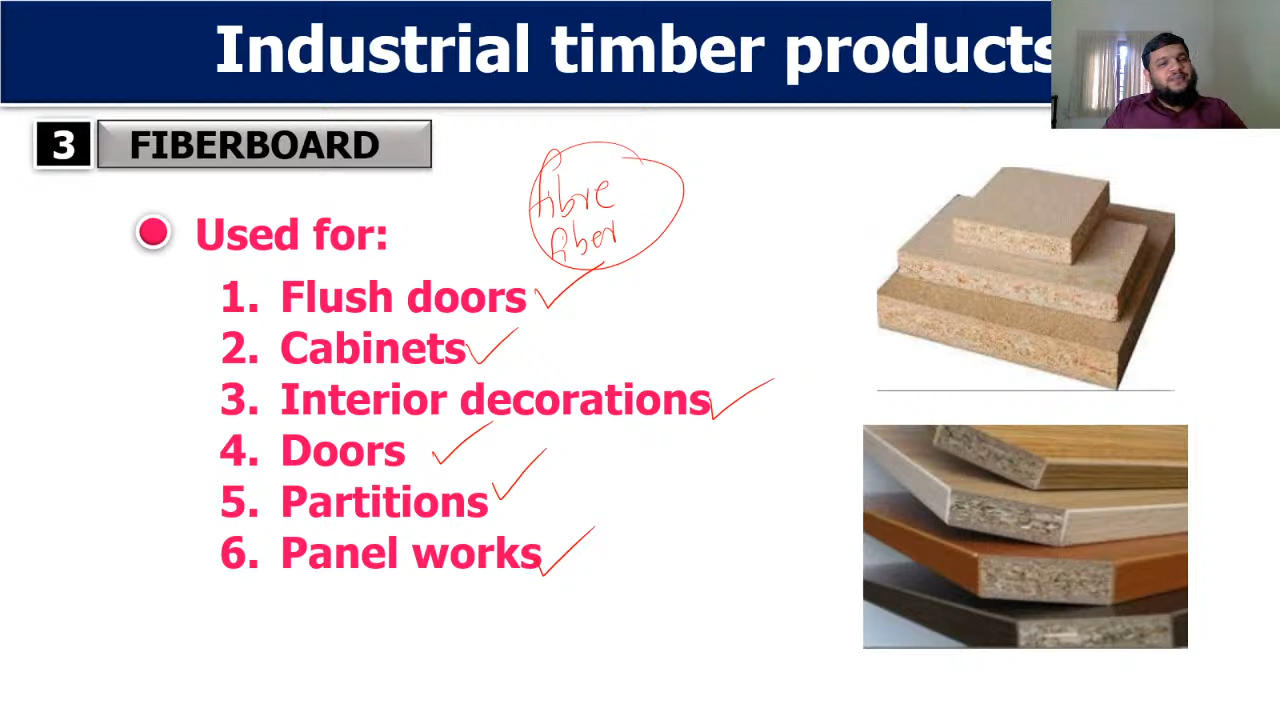 Industrial timber products
3 FIBERBOARD
fibre
fiber
Used for:
1. Flush doors
2. Cabinets
3. Interior decorations
4. Doors
5. Partitions
6. Panel works